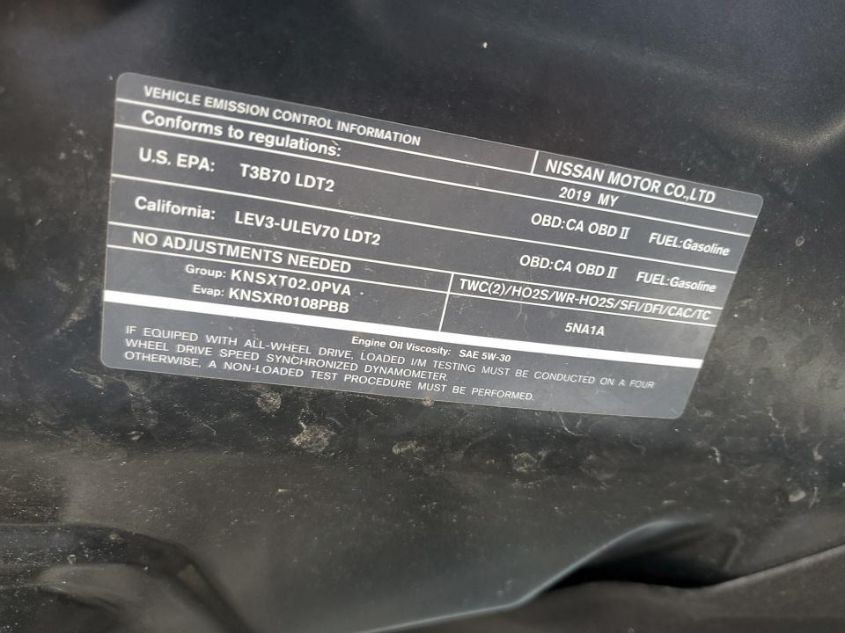 VEHICLE EMISSION CONTROL INFORMATION
NISSAN MOTOR CO.,LTD
Conforms to regulations:
2019 MY
U.S. EPA: T3B70 LDT2 OBD:CA OBD II FUEL:Gasoline
California: LEV3-ULEV70 LDT2 OBD:CA OBD II FUEL:Gasoline
NO ADJUSTMENTS NEEDED
Group: KNSXT02.0PVA
Evap: KNSXR0108PBB
TWC(2)/HO2S/WR-HO2S/SFI/DFI/CAC/TC
5NA1A
Engine Oil Viscosity: SAE 5W-30
IF EQUIPED WITH ALL-WHEEL DRIVE, LOADED I/M TESTING MUST BE CONDUCTED ON A FOUR
WHEEL DRIVE SPEED SYNCHRONIZED DYNAMOMETER.
OTHERWISE, A NON-LOADED TEST PROCEDURE MUST BE PERFORMED.